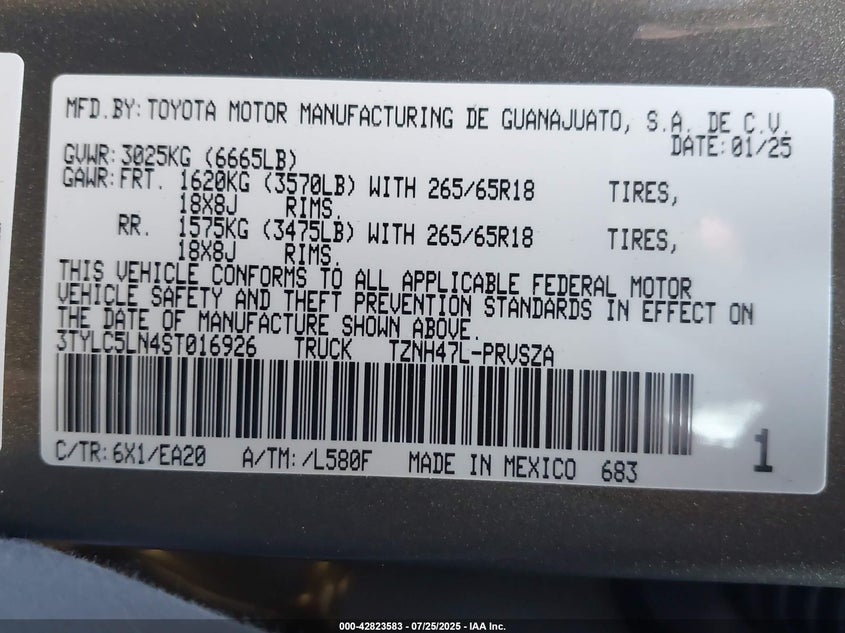 MFD.BY: TOYOTA MOTOR MANUFACTURING DE GUANAJUATO, S.A. DE C.V.
DATE: 01/25
GVWR: 3025KG (6665LB)
GAWR: FRT. 1620KG (3570LB) WITH 265/65R18 TIRES,
18X8J RIMS.
RR. 1575KG (3475LB) WITH 265/65R18 TIRES,
18X8J RIMS.
THIS VEHICLE CONFORMS TO ALL APPLICABLE FEDERAL MOTOR
VEHICLE SAFETY AND THEFT PREVENTION STANDARDS IN EFFECT ON
THE DATE OF MANUFACTURE SHOWN ABOVE.
3TYLC5LN4ST016926 TRUCK TZNH47L-PRVSZA
C/TR: 6X1/EA20 A/TM: /L580F MADE IN MEXICO 683 1
000-42823583 / 07/25/2025 - IAA Inc.